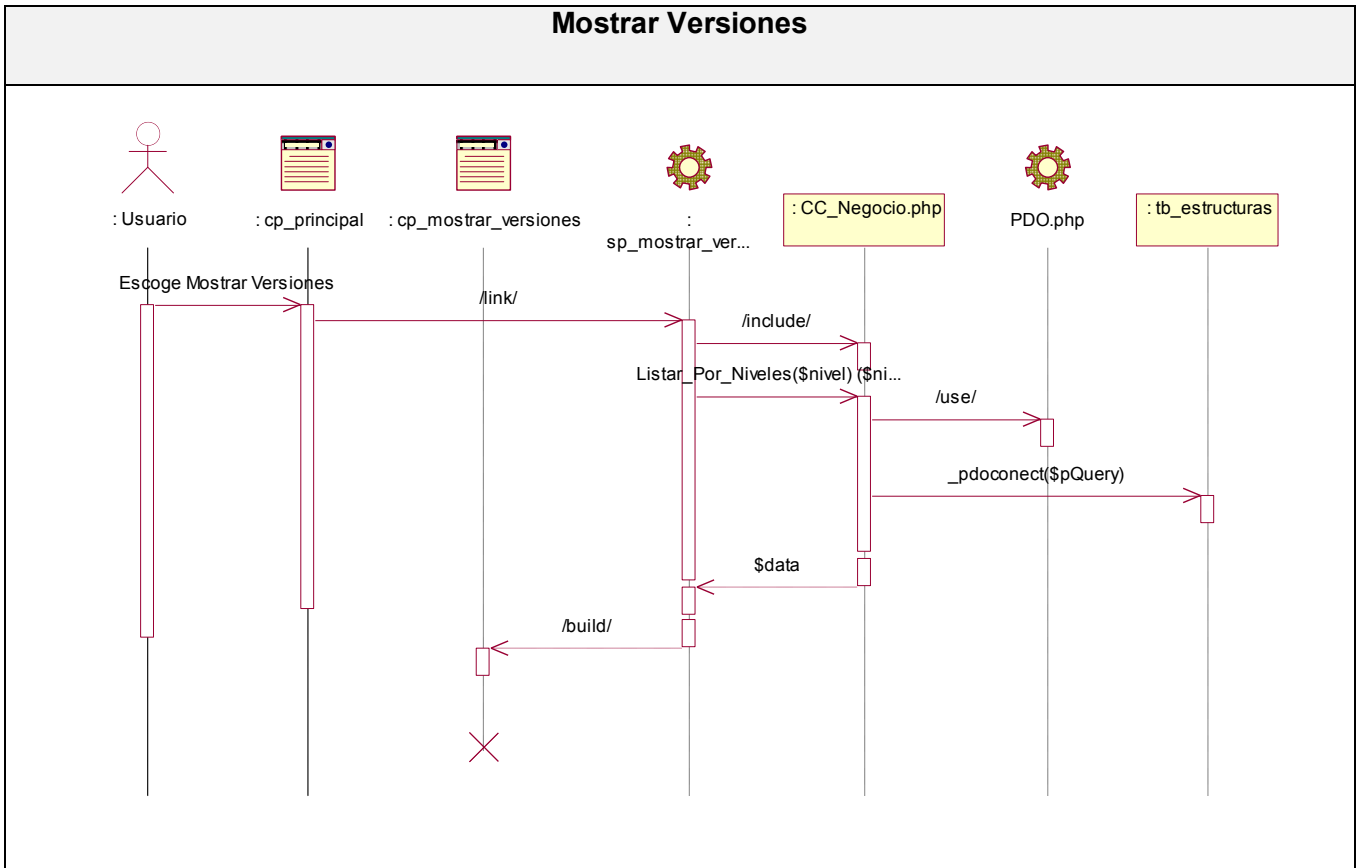 Mostrar Versiones
: Usuario
: cp_principal
: cp_mostrar_versiones
:
sp_mostrar_ver...
: CC_Negocio.php
PDO.php
: tb_estructuras
Escoge Mostrar Versiones
/link/
/include/
Listar_Por_Niveles($nivel) ($ni...
/use/
_pdoconect($pQuery)
$data
/build/